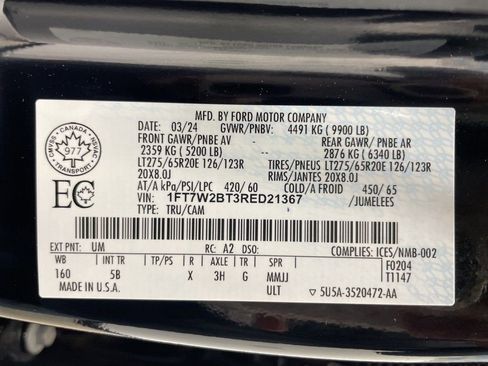 MFD. BY FORD MOTOR COMPANY
DATE: 03/24 GVWR/PNBV: 4491 KG ( 9900 LB)
FRONT GAWR/PNBE AV REAR GAWR/ PNBE AR
2359 KG ( 5200 LB) 2876 KG ( 6340 LB)
LT275/65R20E 126/123R TIRES/PNEUS LT275/65R20E 126/123R
20X8.0J RIMS/JANTES 20X8.0J
AT/A kPa/PSI/LPC 420/ 60 COLD/A FROID 450/ 65
VIN: 1FT7W2BT3RED21367 /JUMELEES
TYPE: TRU/CAM
CANADA
977
TRANSPORT
EC
EXT PNT: UM RC: A2 DSO: COMPLIES: ICES/NMB-002
WB INT TR TP/PS R AXLE TR SPR F0204
160 5B X 3H G MMJJ T1147
MADE IN U.S.A. ULT ▽ 5U5A-3520472-AA